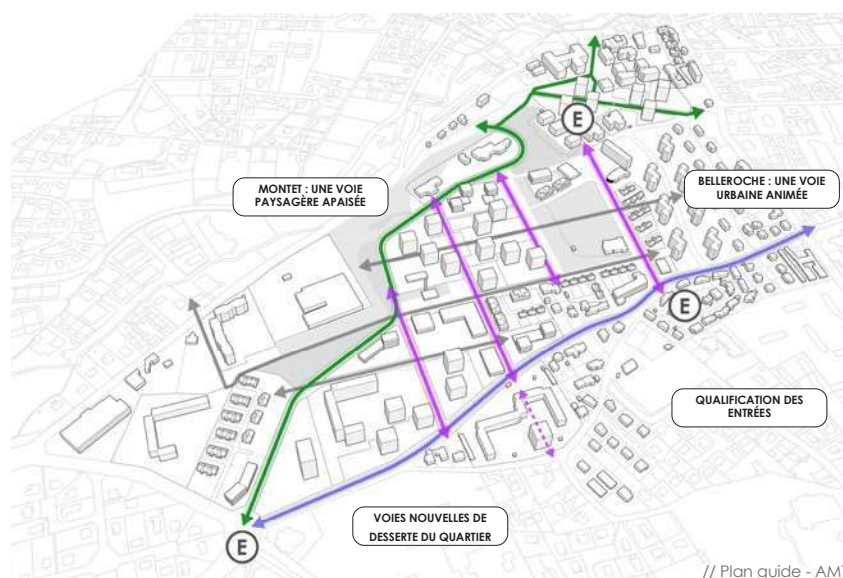 E
MONTET : UNE VOIE
PAYSAGÈRE APAISÉE
BELLEROCHE : UNE VOIE
URBAINE ANIMÉE
E
QUALIFICATION DES
ENTRÉES
VOIES NOUVELLES DE
DESSERTE DU QUARTIER
E
// Plan guide - AM